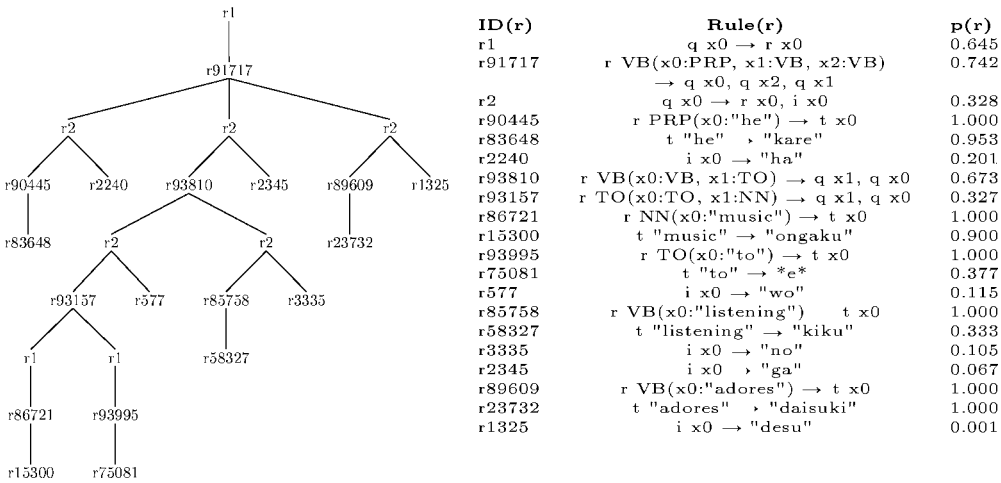 r1
r91717
r2 r2 r2
r90445 r2240 r93810 r2345 r89609 r1325
r83648 r2 r2 r23732
r93157 r577 r85758 r3335
r1 r1 r58327
r86721 r93995
r15300 r75081
ID(r) Rule(r) p(r)
r1 q x0 → r x0 0.645
r91717 r VB(x0:PRP, x1:VB, x2:VB) 0.742
→ q x0, q x2, q x1
r2 q x0 → r x0, i x0 0.328
r90445 r PRP(x0:"he") → t x0 1.000
r83648 t "he" → "kare" 0.953
r2240 i x0 → "ha" 0.201
r93810 r VB(x0:VB, x1:TO) → q x1, q x0 0.673
r93157 r TO(x0:TO, x1:NN) → q x1, q x0 0.327
r86721 r NN(x0:"music") → t x0 1.000
r15300 t "music" → "ongaku" 0.900
r93995 r TO(x0:"to") → t x0 1.000
r75081 t "to" → *e* 0.377
r577 i x0 → "wo" 0.115
r85758 r VB(x0:"listening") t x0 1.000
r58327 t "listening" → "kiku" 0.333
r3335 i x0 → "no" 0.105
r2345 i x0 → "ga" 0.067
r89609 r VB(x0:"adores") → t x0 1.000
r23732 t "adores" → "daisuki" 1.000
r1325 i x0 → "desu" 0.001